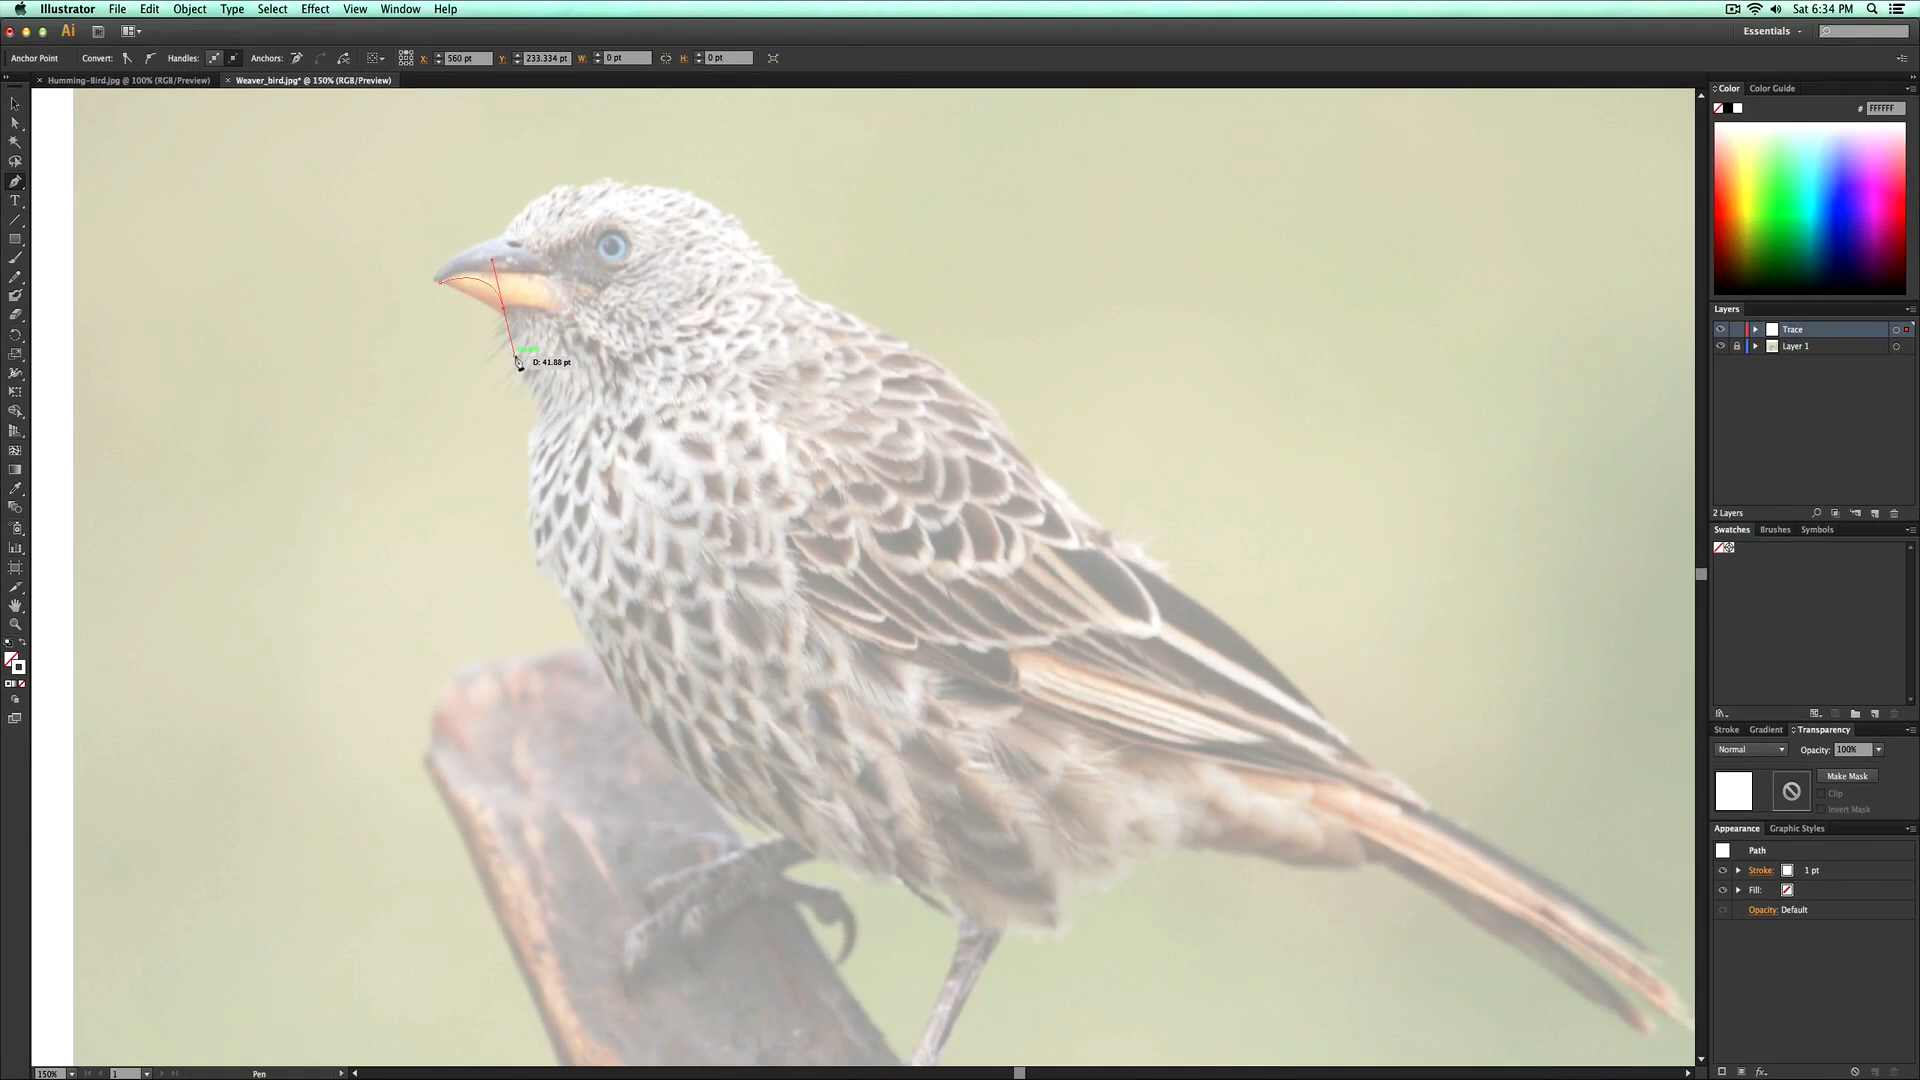 Illustrator File Edit Object Type Select Effect View Window Help Sat 6:34 PM
Ai Br Essentials
Anchor Point Convert: Handles: Anchors: X: 560 pt Y: 233.334 pt W: 0 pt H: 0 pt
× Humming-Bird.jpg @ 100% (RGB/Preview) × Weaver_bird.jpg* @ 150% (RGB/Preview)
Color Color Guide
# FFFFFF
Layers
Trace
Layer 1
D: 41.88 pt
2 Layers
Swatches Brushes Symbols
Stroke Gradient Transparency
Normal Opacity: 100%
Make Mask
Clip
Invert Mask
Appearance Graphic Styles
Path
Stroke: 1 pt
Fill:
Opacity: Default
150% 1 Pen fx